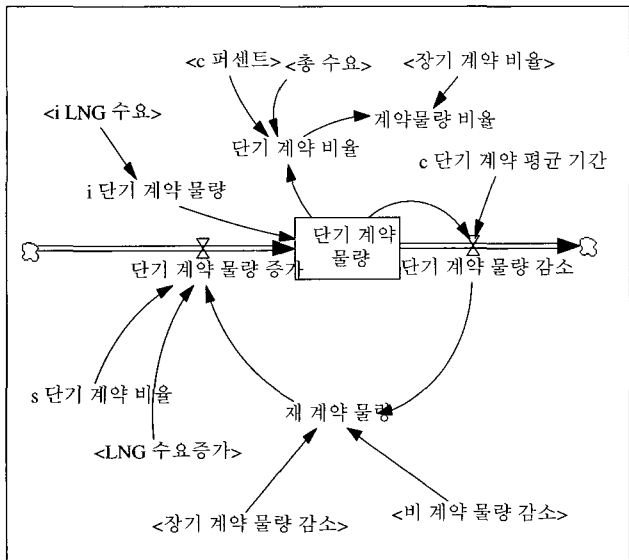 <c 퍼센트>
<총 수요>
<장기 계약 비율>
<i LNG 수요>
계약물량 비율
단기 계약 비율
c 단기 계약 평균 기간
i 단기 계약 물량
단기 계약
물량
단기 계약 물량 증가
단기 계약 물량 감소
s 단기 계약 비율
재 계약 물량
<LNG 수요증가>
<장기 계약 물량 감소>
<비 계약 물량 감소>